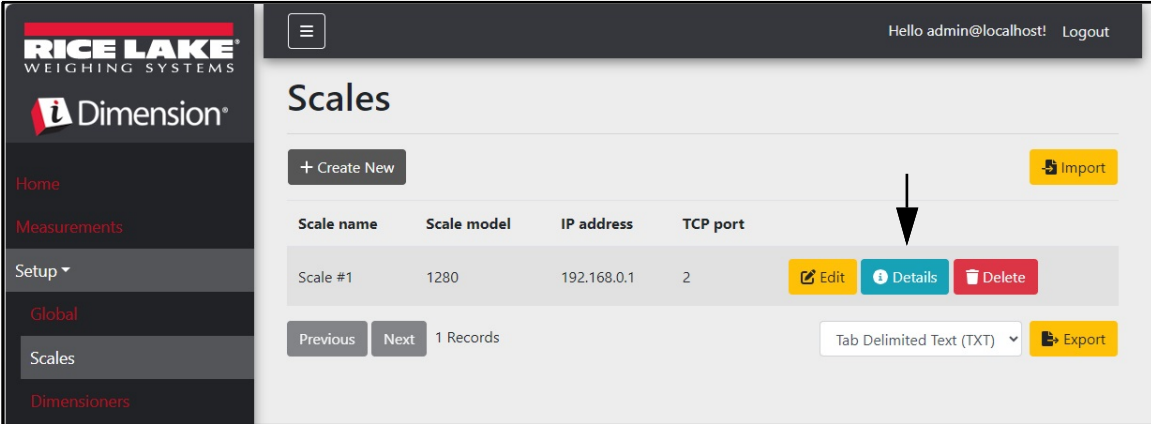 RICE LAKE®
WEIGHING SYSTEMS
i Dimension®
Home
Measurements
Setup
Global
Scales
Dimensioners
Hello admin@localhost! Logout
Scales
+ Create New
Import
Scale name Scale model IP address TCP port
Scale #1 1280 192.168.0.1 2 Edit Details Delete
Previous Next 1 Records Tab Delimited Text (TXT) Export